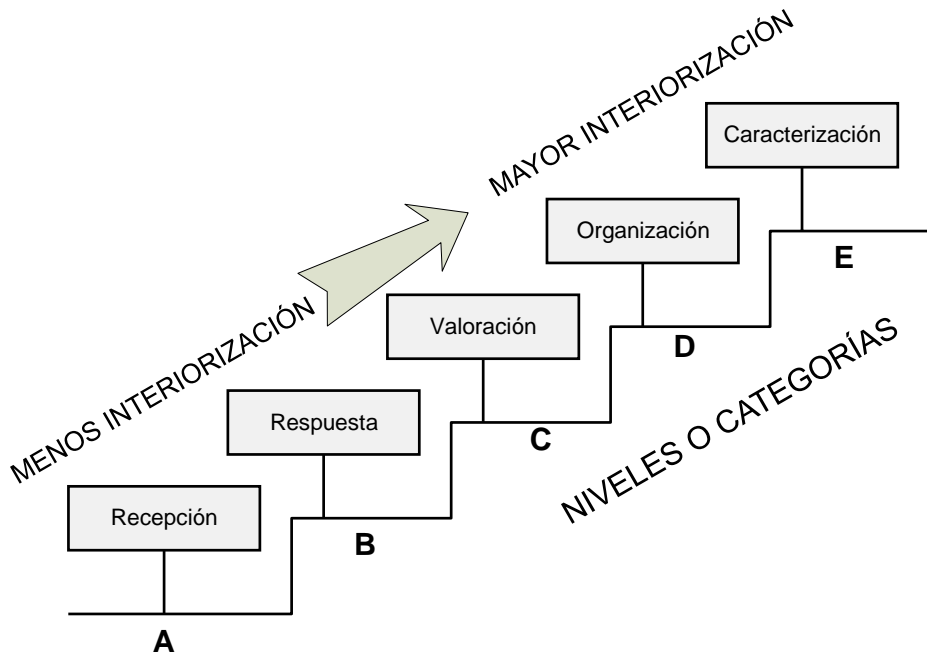 MAYOR INTERIORIZACIÓN
Caracterización
E
Organización
D
MENOS INTERIORIZACIÓN
Valoración
C
NIVELES O CATEGORÍAS
Respuesta
B
Recepción
A